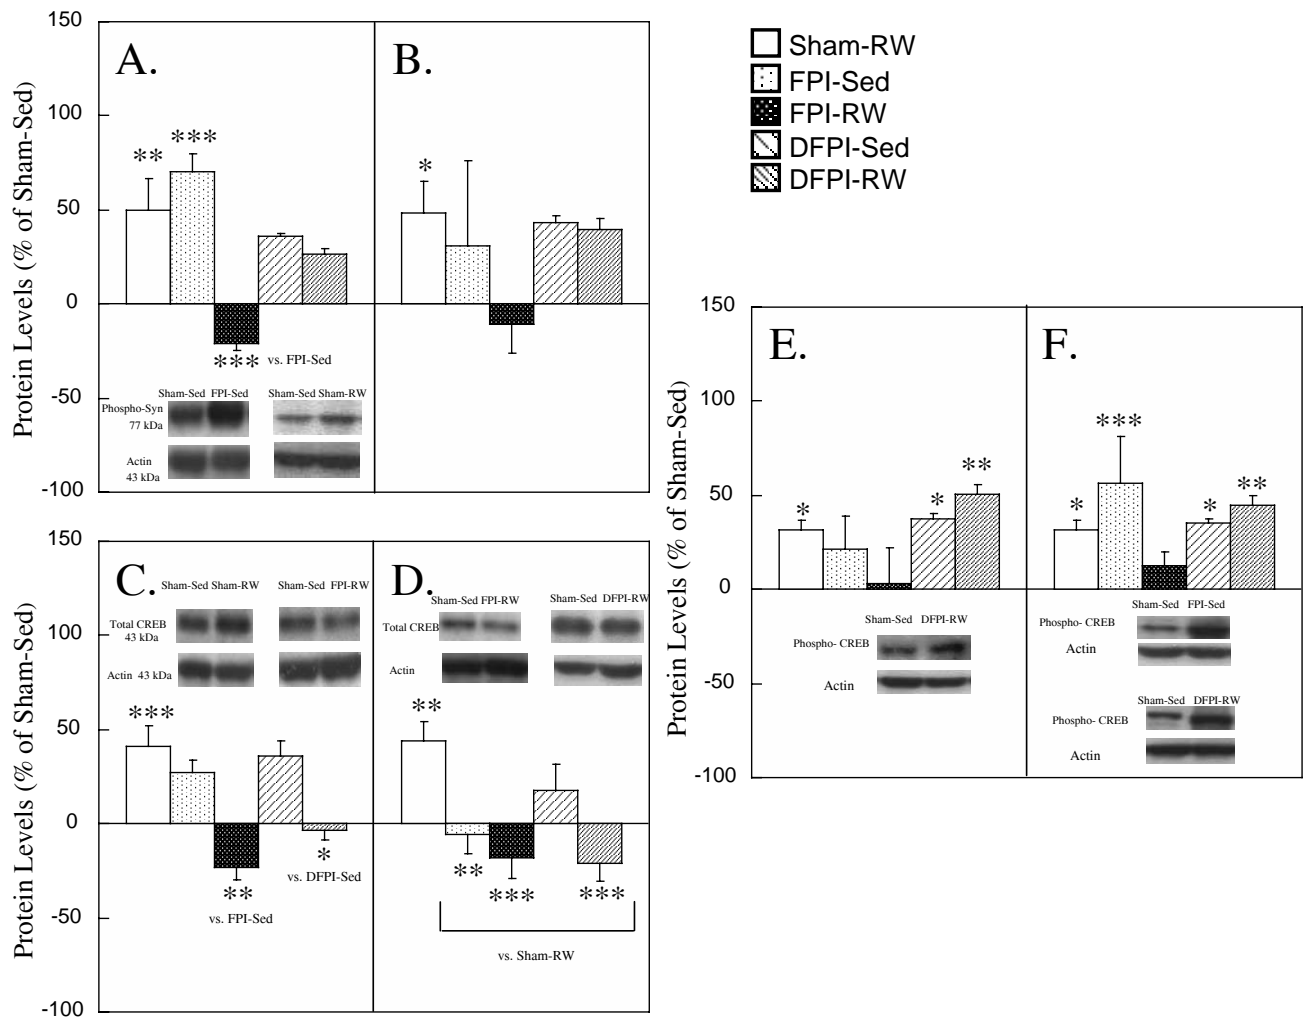 150
100
50
0
-50
-100
Protein Levels (% of Sham-Sed)
A.
**
***
*** vs. FPI-Sed
Sham-Sed FPI-Sed
Sham-Sed Sham-RW
Phospho-Syn
77 kDa
Actin
43 kDa
B.
*
Sham-RW
FPI-Sed
FPI-RW
DFPI-Sed
DFPI-RW
150
100
50
0
-50
-100
Protein Levels (% of Sham-Sed)
C.
Sham-Sed Sham-RW
Sham-Sed FPI-RW
Total CREB
43 kDa
Actin 43 kDa
***
**
vs. FPI-Sed
*
vs. DFPI-Sed
D.
Sham-Sed FPI-RW
Sham-Sed DFPI-RW
Total CREB
Actin
**
**
***
***
vs. Sham-RW
150
100
50
0
-50
-100
Protein Levels (% of Sham-Sed)
E.
*
*
**
Sham-Sed DFPI-RW
Phospho- CREB
Actin
F.
*
***
*
**
Sham-Sed FPI-Sed
Phospho- CREB
Actin
Sham-Sed DFPI-RW
Phospho- CREB
Actin